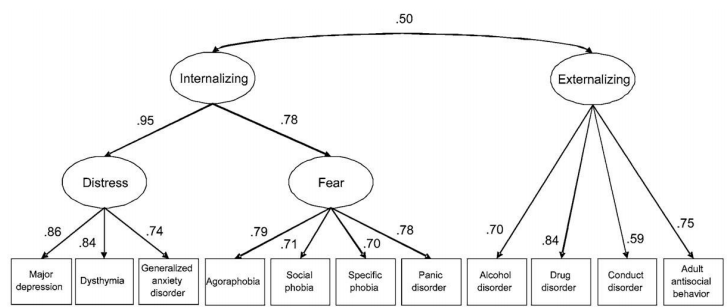 .50
Internalizing
Externalizing
.95
.78
Distress
Fear
.86
.84
.74
.79
.71
.70
.78
.70
.84
.59
.75
Major
depression
Dysthymia
Generalized
anxiety
disorder
Agoraphobia
Social
phobia
Specific
phobia
Panic
disorder
Alcohol
disorder
Drug
disorder
Conduct
disorder
Adult
antisocial
behavior